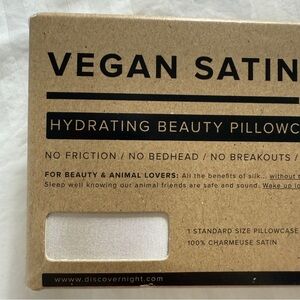 VEGAN SATIN
HYDRATING BEAUTY PILLOWC
NO FRICTION / NO BEDHEAD / NO BREAKOUTS /
FOR BEAUTY & ANIMAL LOVERS: All the benefits of silk... without
Sleep well knowing our animal friends are safe and sound. Wake up
1 STANDARD SIZE PILLOWCASE
100% CHARMEUSE SATIN
www.discovernight.com